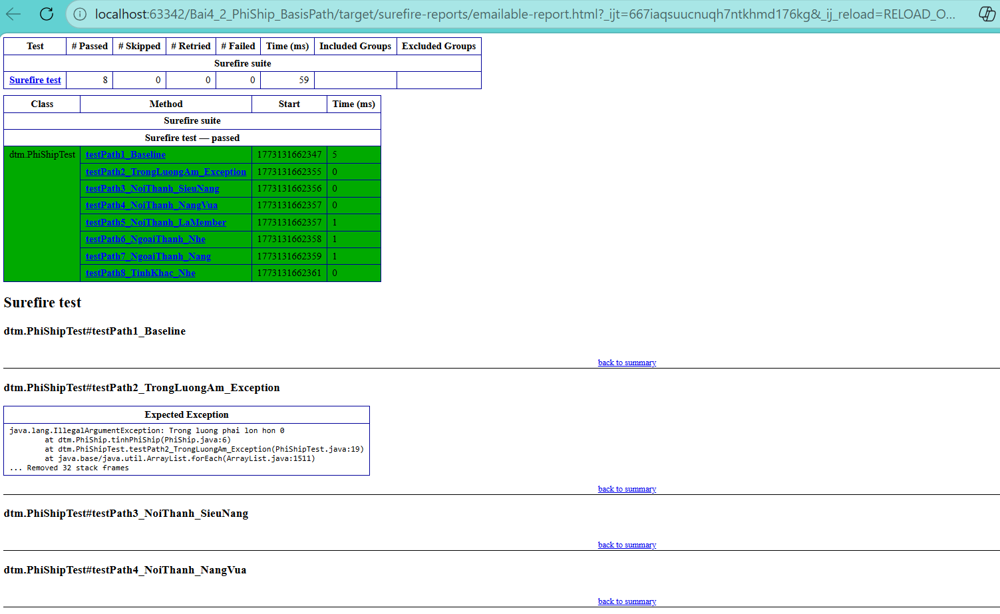 localhost:63342/Bai4_2_PhiShip_BasisPath/target/surefire-reports/emailable-report.html?_ijt=667iaqsuucnuqh7ntkhmd176kg&_ij_reload=RELOAD_O...
Test # Passed # Skipped # Retried # Failed Time (ms) Included Groups Excluded Groups
Surefire suite
Surefire test 8 0 0 0 59
Class Method Start Time (ms)
Surefire suite
Surefire test — passed
dtm.PhiShipTest testPath1_Baseline 1773131662347 5
testPath2_TrongLuongAm_Exception 1773131662355 0
testPath3_NoiThanh_SieuNang 1773131662356 0
testPath4_NoiThanh_NangVua 1773131662357 0
testPath5_NoiThanh_LaMember 1773131662357 1
testPath6_NgoaiThanh_Nhe 1773131662358 1
testPath7_NgoaiThanh_Nang 1773131662359 1
testPath8_TinhKhac_Nhe 1773131662361 0
Surefire test
dtm.PhiShipTest#testPath1_Baseline
back to summary
dtm.PhiShipTest#testPath2_TrongLuongAm_Exception
Expected Exception
java.lang.IllegalArgumentException: Trong luong phai lon hon 0
at dtm.PhiShip.tinhPhiShip(PhiShip.java:6)
at dtm.PhiShipTest.testPath2_TrongLuongAm_Exception(PhiShipTest.java:19)
at java.base/java.util.ArrayList.forEach(ArrayList.java:1511)
... Removed 32 stack frames
back to summary
dtm.PhiShipTest#testPath3_NoiThanh_SieuNang
back to summary
dtm.PhiShipTest#testPath4_NoiThanh_NangVua
back to summary